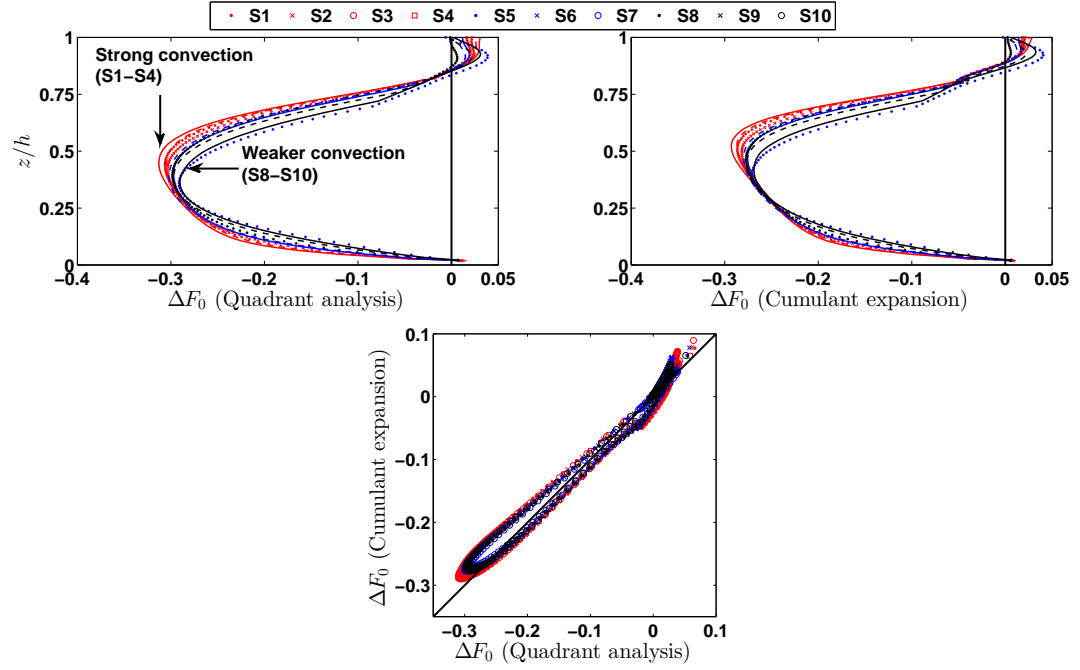 S1 S2 S3 S4 S5 S6 S7 S8 S9 S10
1
0.75
0.5
0.25
0
z/h
Strong convection
(S1−S4)
Weaker convection
(S8−S10)
−0.4 −0.3 −0.2 −0.1 0 0.05
ΔF₀ (Quadrant analysis)
1
0.75
0.5
0.25
0
−0.4 −0.3 −0.2 −0.1 0 0.05
ΔF₀ (Cumulant expansion)
0.1
0
−0.1
−0.2
−0.3
ΔF₀ (Cumulant expansion)
−0.3 −0.2 −0.1 0 0.1
ΔF₀ (Quadrant analysis)